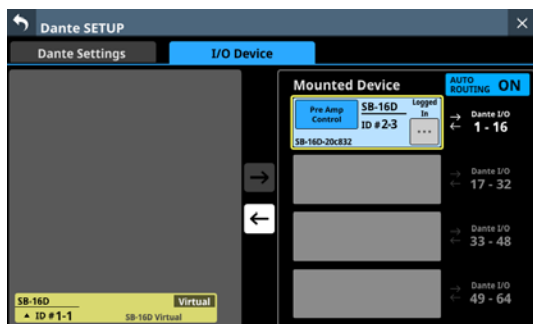 Dante SETUP
×
Dante Settings
I/O Device
Mounted Device
AUTO ROUTING ON
Pre Amp Control
SB-16D
ID #2-3
Logged In
...
SB-16D-20c832
Dante I/O
1 - 16
Dante I/O
17 - 32
Dante I/O
33 - 48
Dante I/O
49 - 64
SB-16D
Virtual
▲ ID #1-1
SB-16D Virtual